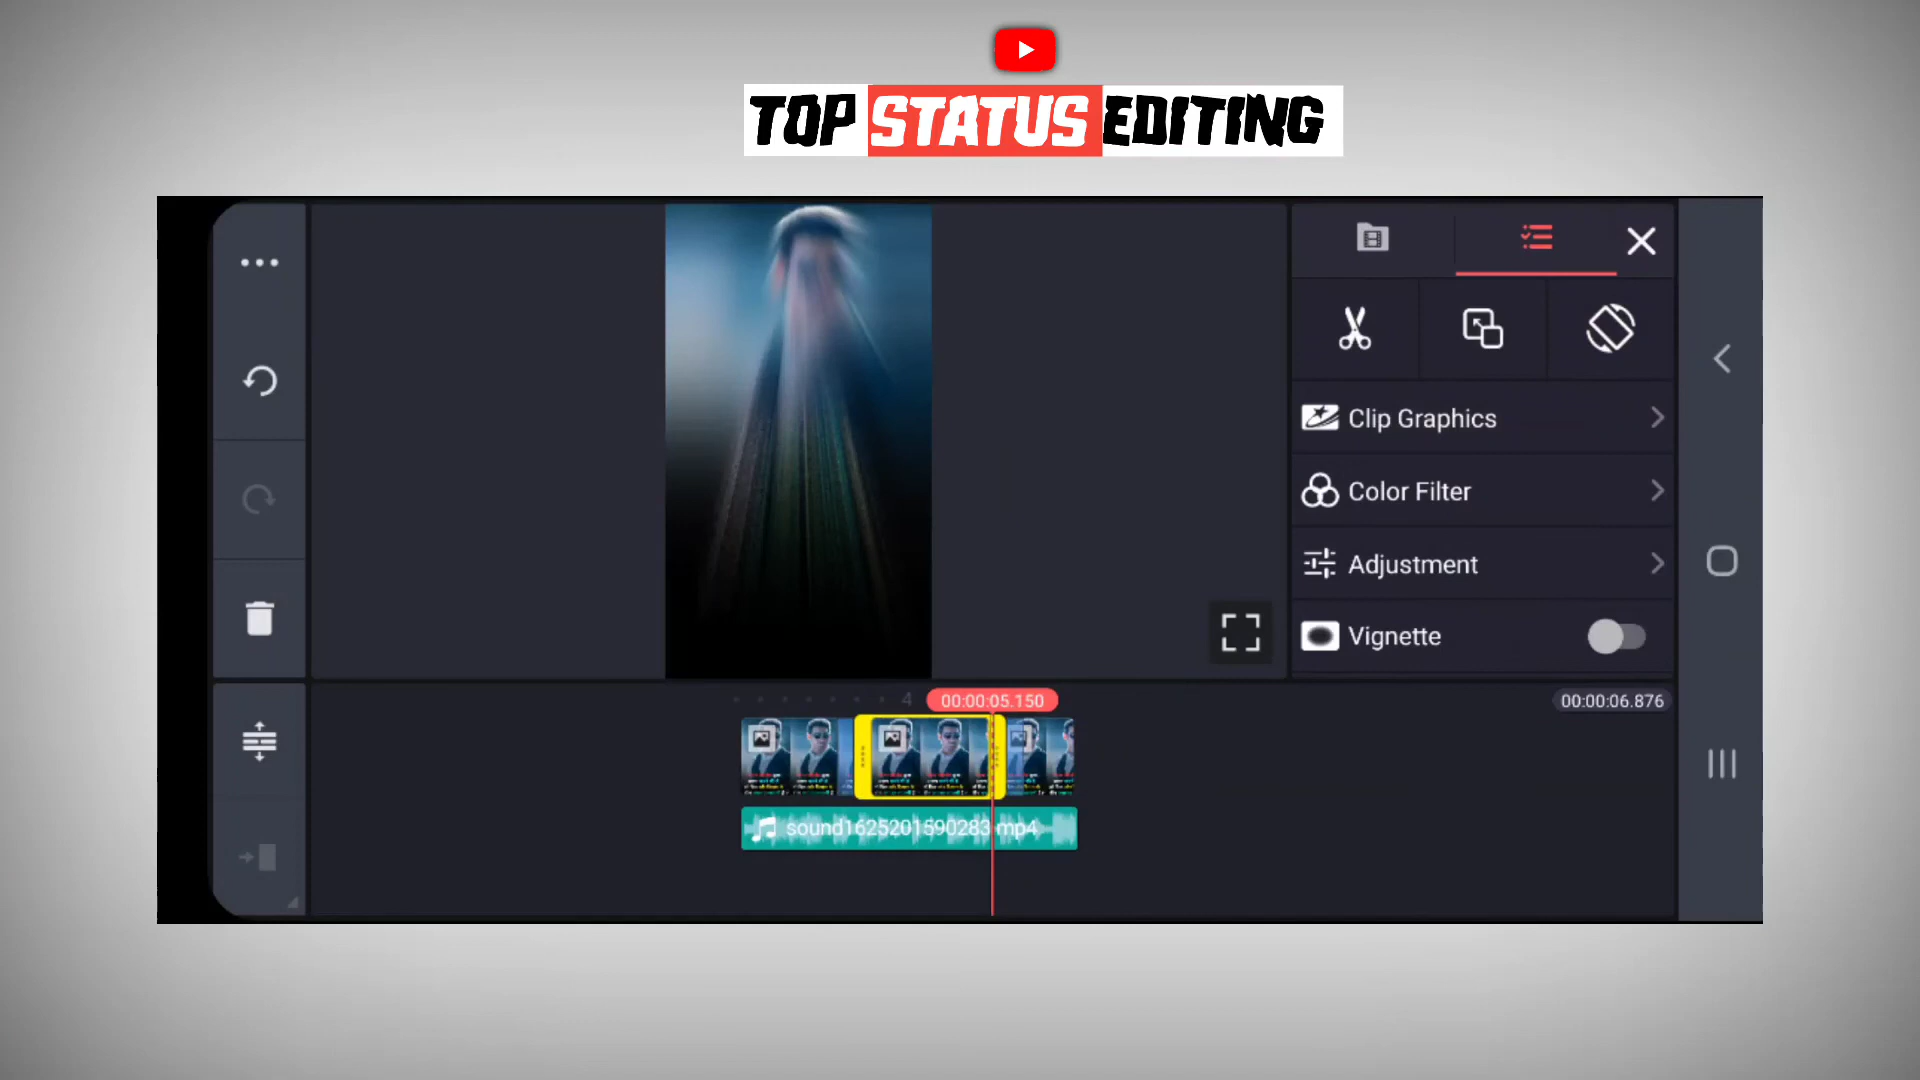 TOP STATUS EDITING
Clip Graphics
Color Filter
Adjustment
Vignette
4
00:00:05.150
00:00:06.876
sound1625201590283.mp4